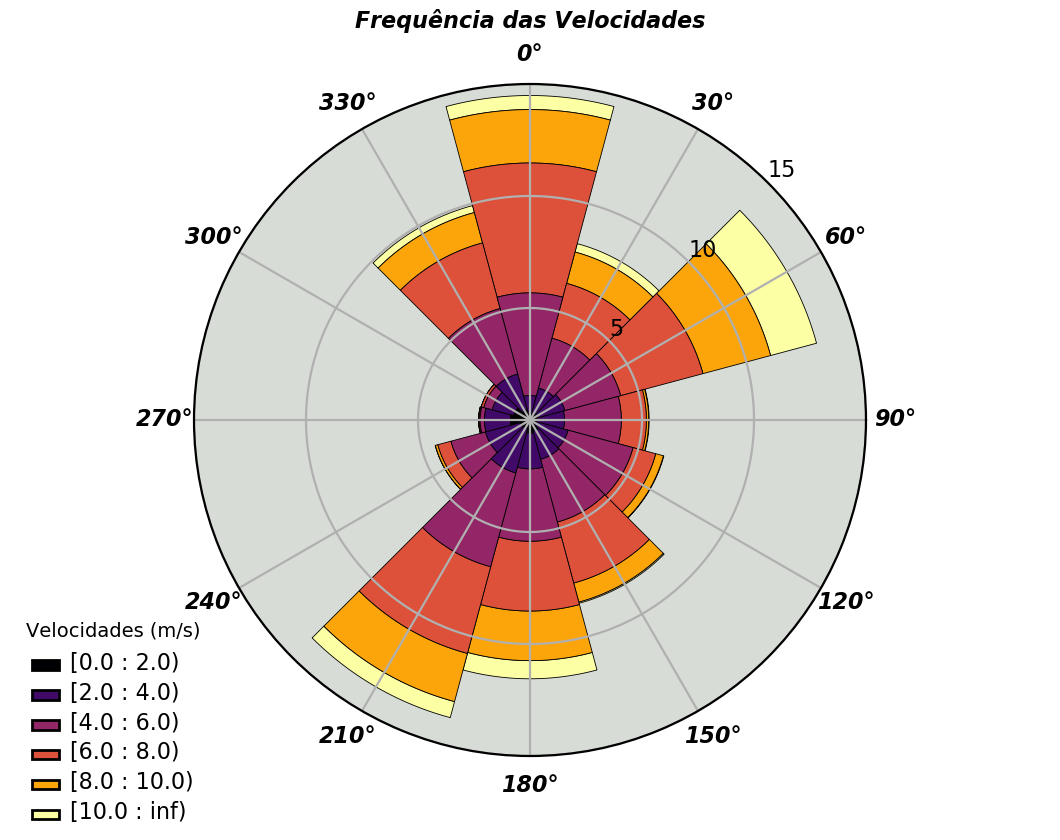 Frequência das Velocidades
0°
330°
30°
15
300°
60°
10
5
270°
90°
240°
120°
210°
150°
180°
Velocidades (m/s)
[0.0 : 2.0)
[2.0 : 4.0)
[4.0 : 6.0)
[6.0 : 8.0)
[8.0 : 10.0)
[10.0 : inf)